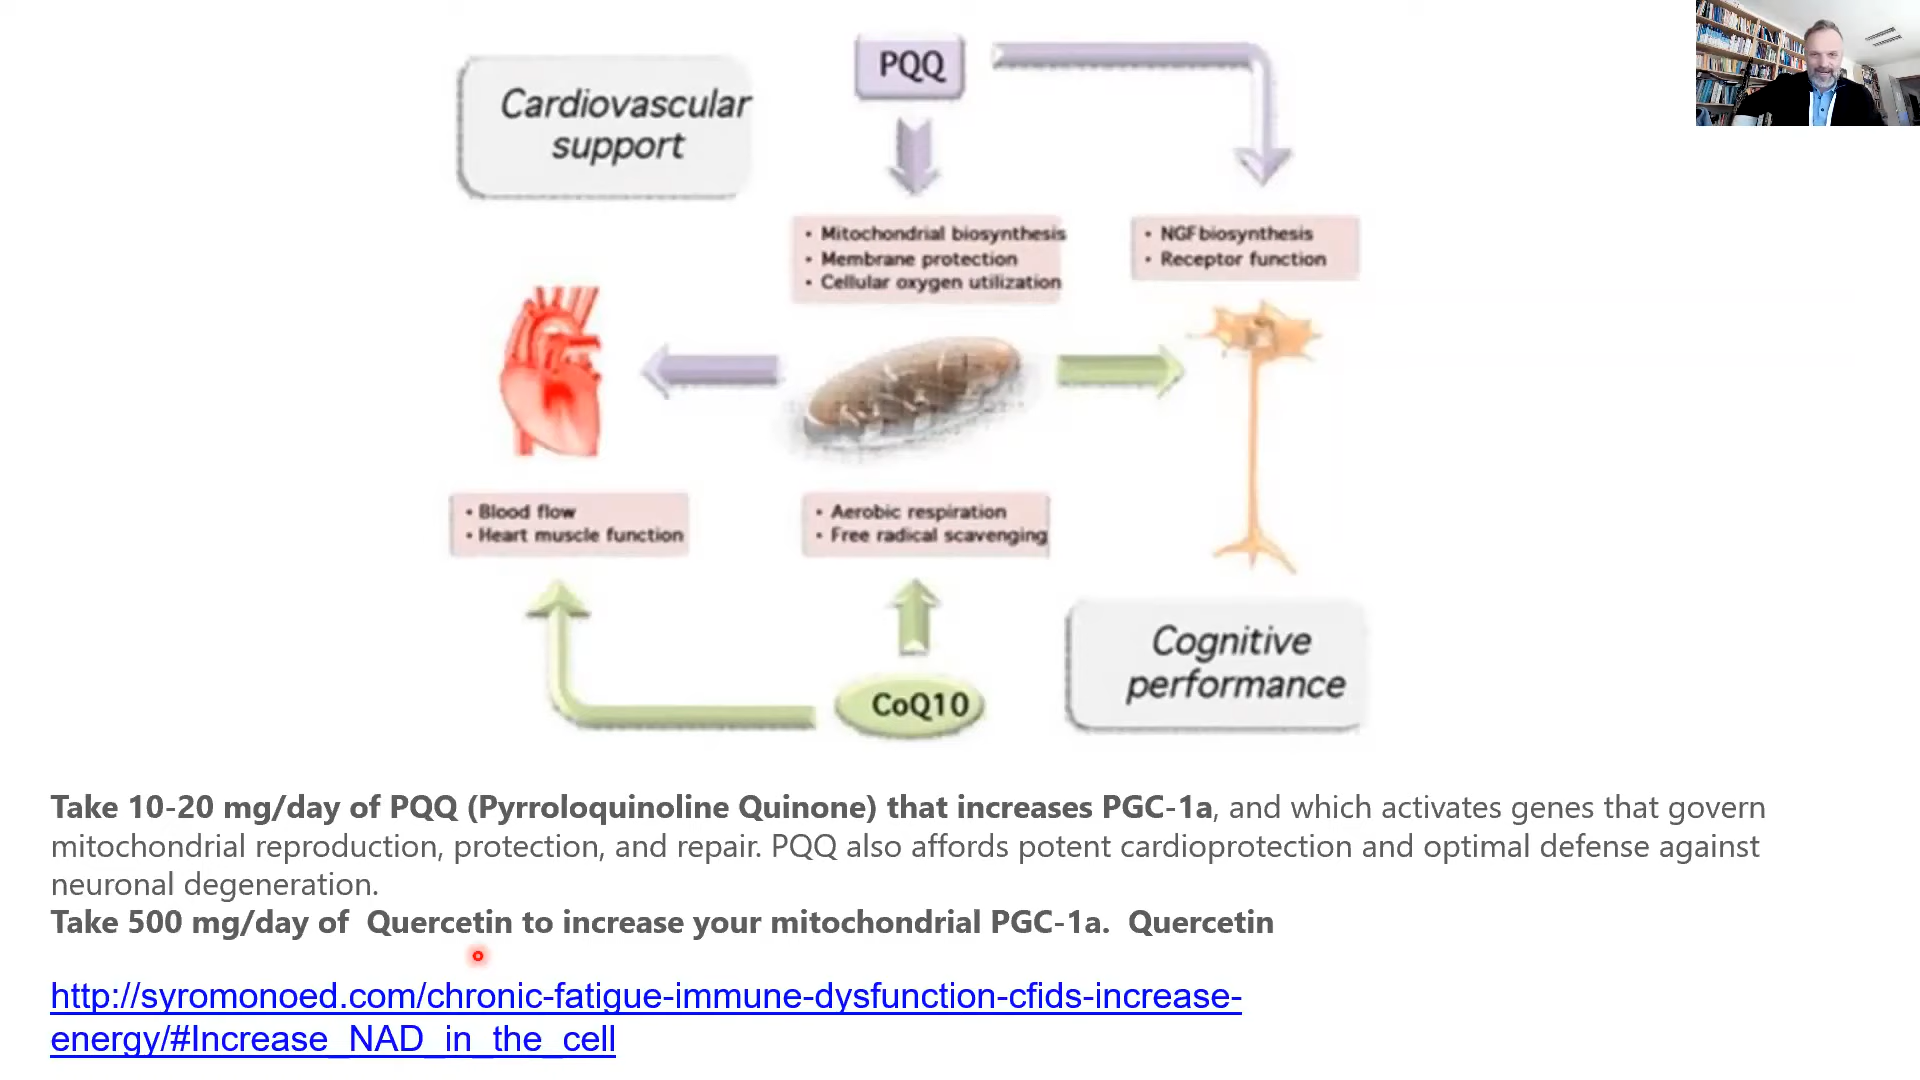 PQQ
Cardiovascular
support
• Mitochondrial biosynthesis
• Membrane protection
• Cellular oxygen utilization
• NGF biosynthesis
• Receptor function
• Blood flow
• Heart muscle function
• Aerobic respiration
• Free radical scavenging
CoQ10
Cognitive
performance
Take 10-20 mg/day of PQQ (Pyrroloquinoline Quinone) that increases PGC-1a, and which activates genes that govern
mitochondrial reproduction, protection, and repair. PQQ also affords potent cardioprotection and optimal defense against
neuronal degeneration.
Take 500 mg/day of  Quercetin to increase your mitochondrial PGC-1a.  Quercetin
http://syromonoed.com/chronic-fatigue-immune-dysfunction-cfids-increase-
energy/#Increase_NAD_in_the_cell